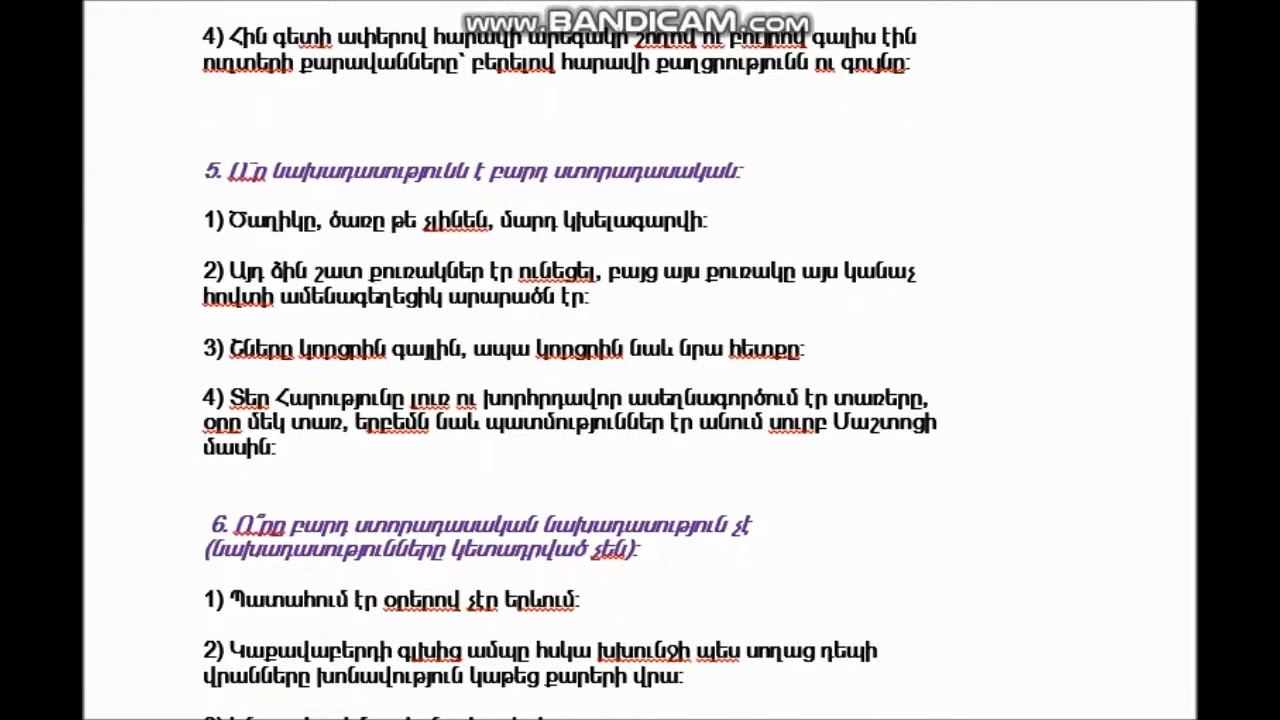 www.BANDICAM.com
4) Հին գետի ափերով հարավի արեգակի շողով ու բույրով գալիս էին
ուղտերի քարավանները՝ բերելով հարավի քաղցրությունն ու գույնը:
5. Ո՞ր նախադասությունն է բարդ ստորադասական:
1) Ծաղիկը, ծառը թե չլինեն, մարդ կխելագարվի:
2) Այդ ձին շատ քուռակներ էր ունեցել, բայց այս քուռակը այս կանաչ
հովտի ամենագեղեցիկ արարածն էր:
3) Շները կորցրին գայլին, ապա կորցրին նաև նրա հետքը:
4) Տեր Հարությունը լուռ ու խորհրդավոր ասեղնագործում էր տառերը,
օրը մեկ տառ, երբեմն նաև պատմություններ էր անում սուրբ Մաշտոցի
մասին:
6. Ո՞րը բարդ ստորադասական նախադասություն չէ
(նախադասությունները կետադրված չեն):
1) Պատահում էր օրերով չէր երևում:
2) Կաքավաբերդի գլխից ամպը հսկա խխունջի պես սողաց դեպի
վրանները խոնավություն կաթեց քարերի վրա: